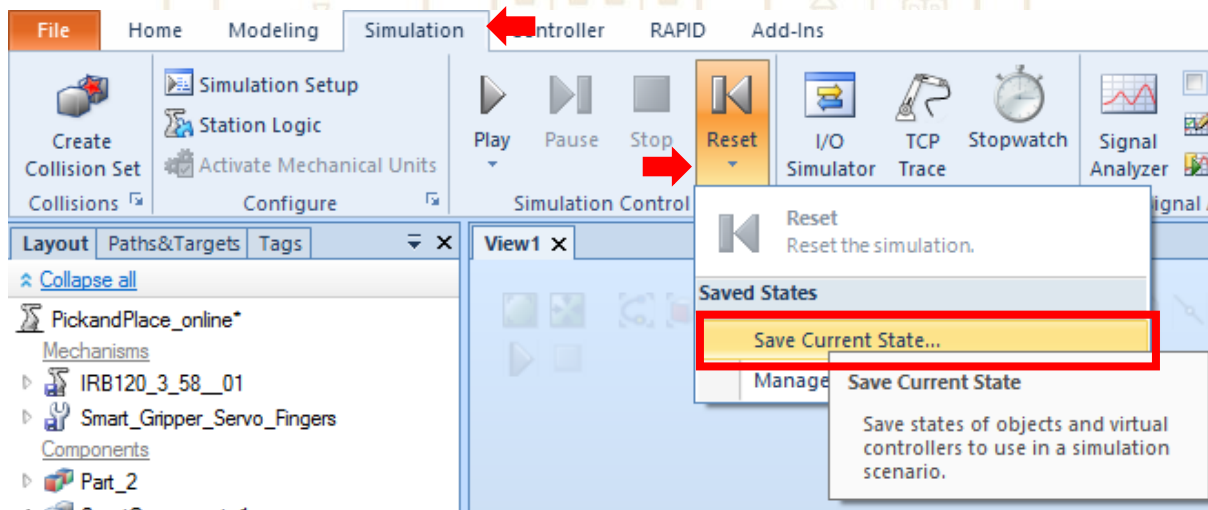 File Home Modeling Simulation Controller RAPID Add-Ins
Create
Collision Set
Simulation Setup
Station Logic
Activate Mechanical Units
Play Pause Stop Reset
I/O
Simulator
TCP
Trace
Stopwatch
Signal
Analyzer
Collisions Configure Simulation Control
Layout Paths&Targets Tags
Collapse all
PickandPlace_online*
Mechanisms
IRB120_3_58__01
Smart_Gripper_Servo_Fingers
Components
Part_2
View1
Reset
Reset the simulation.
Saved States
Save Current State...
Manage
Save Current State
Save states of objects and virtual
controllers to use in a simulation
scenario.